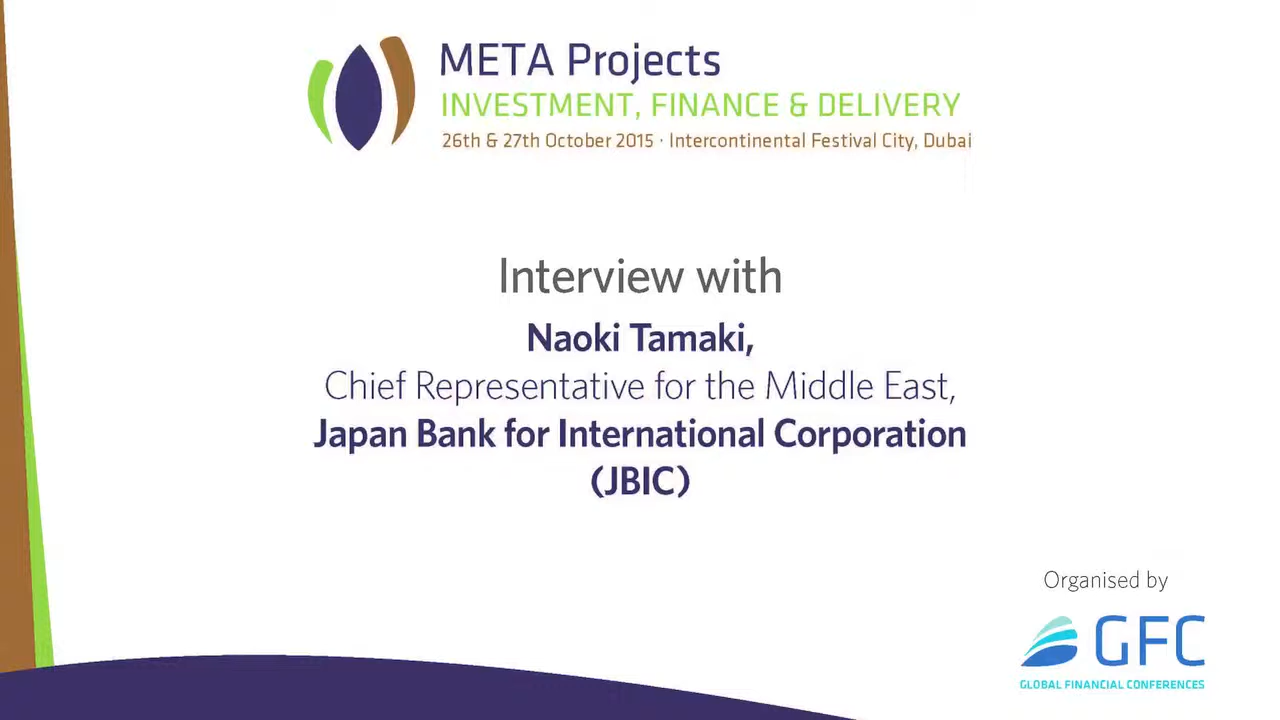 META Projects
INVESTMENT, FINANCE & DELIVERY
26th & 27th October 2015 · Intercontinental Festival City, Dubai
Interview with
Naoki Tamaki,
Chief Representative for the Middle East,
Japan Bank for International Corporation
(JBIC)
Organised by
GFC
GLOBAL FINANCIAL CONFERENCES